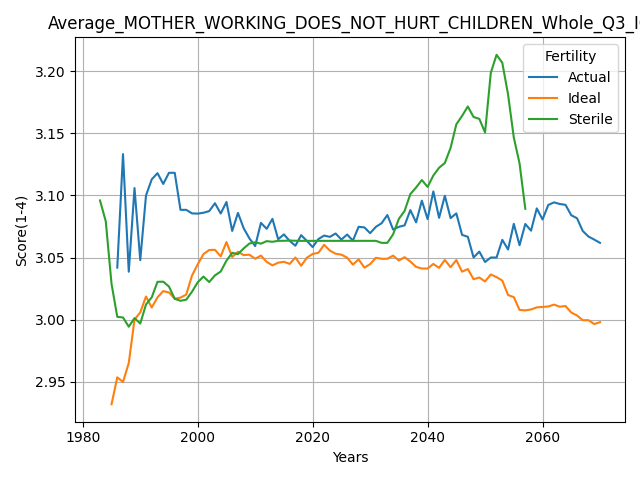 Average_MOTHER_WORKING_DOES_NOT_HURT_CHILDREN_Whole_Q3_I
Fertility
Actual
Ideal
Sterile
Score(1-4)
3.20
3.15
3.10
3.05
3.00
2.95
1980 2000 2020 2040 2060
Years